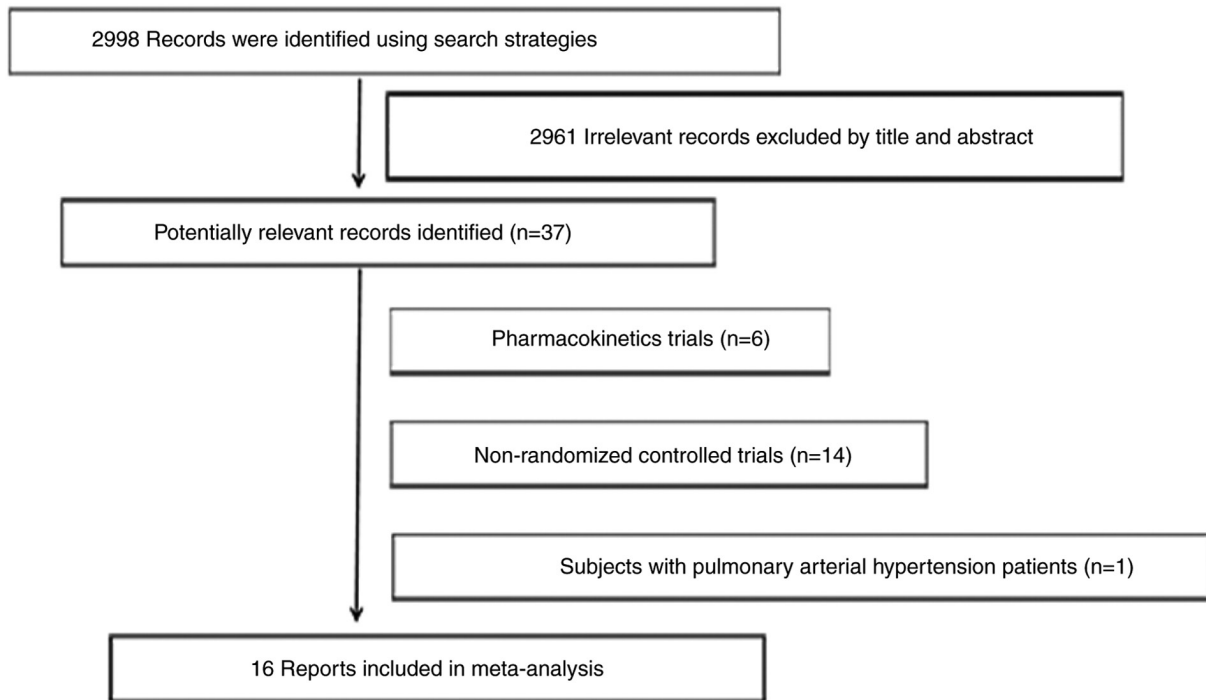 2998 Records were identified using search strategies
2961 Irrelevant records excluded by title and abstract
Potentially relevant records identified (n=37)
Pharmacokinetics trials (n=6)
Non-randomized controlled trials (n=14)
Subjects with pulmonary arterial hypertension patients (n=1)
16 Reports included in meta-analysis